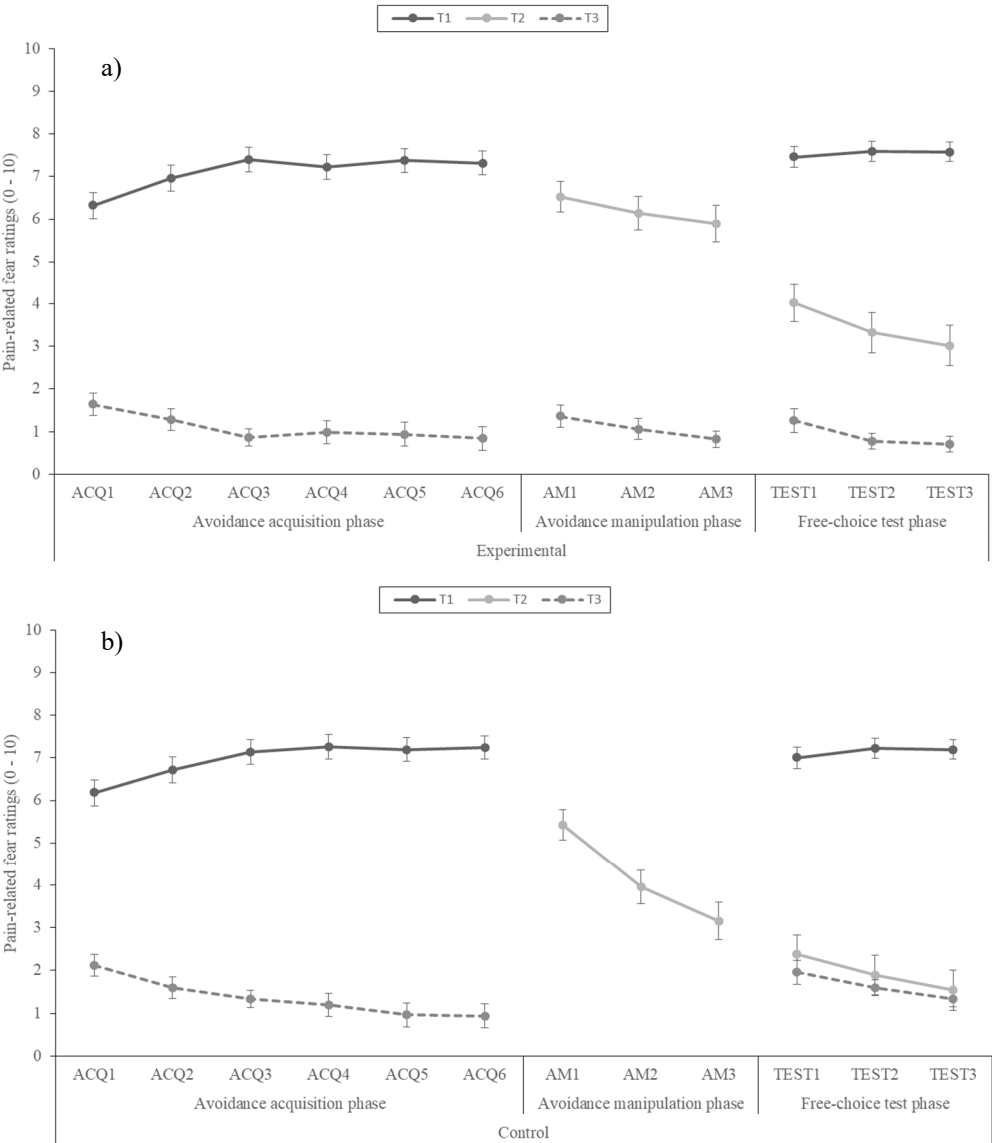 T1 T2 T3
a)
Pain-related fear ratings (0 - 10)
10
9
8
7
6
5
4
3
2
1
0
ACQ1 ACQ2 ACQ3 ACQ4 ACQ5 ACQ6 AM1 AM2 AM3 TEST1 TEST2 TEST3
Avoidance acquisition phase Avoidance manipulation phase Free-choice test phase
Experimental
T1 T2 T3
b)
Pain-related fear ratings (0 - 10)
10
9
8
7
6
5
4
3
2
1
0
ACQ1 ACQ2 ACQ3 ACQ4 ACQ5 ACQ6 AM1 AM2 AM3 TEST1 TEST2 TEST3
Avoidance acquisition phase Avoidance manipulation phase Free-choice test phase
Control